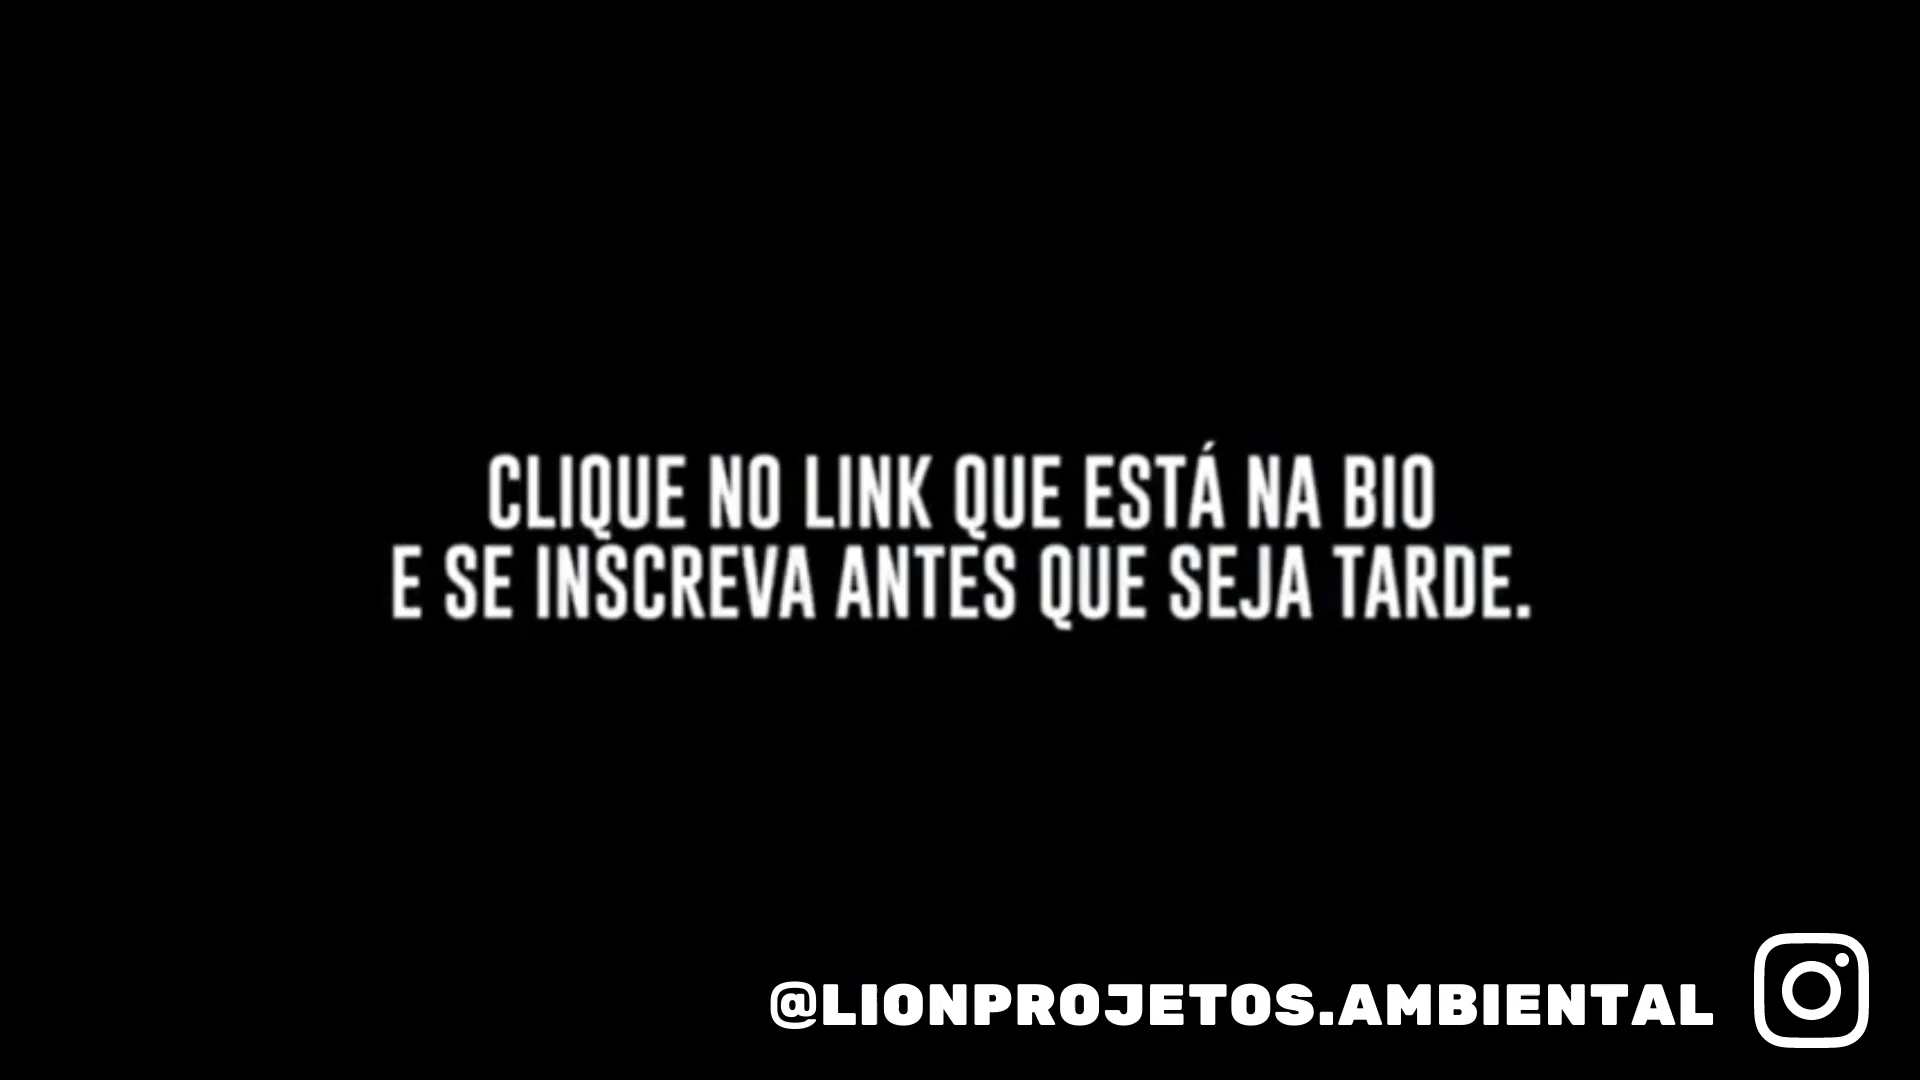 CLIQUE NO LINK QUE ESTÁ NA BIO
E SE INSCREVA ANTES QUE SEJA TARDE.
@LIONPROJETOS.AMBIENTAL